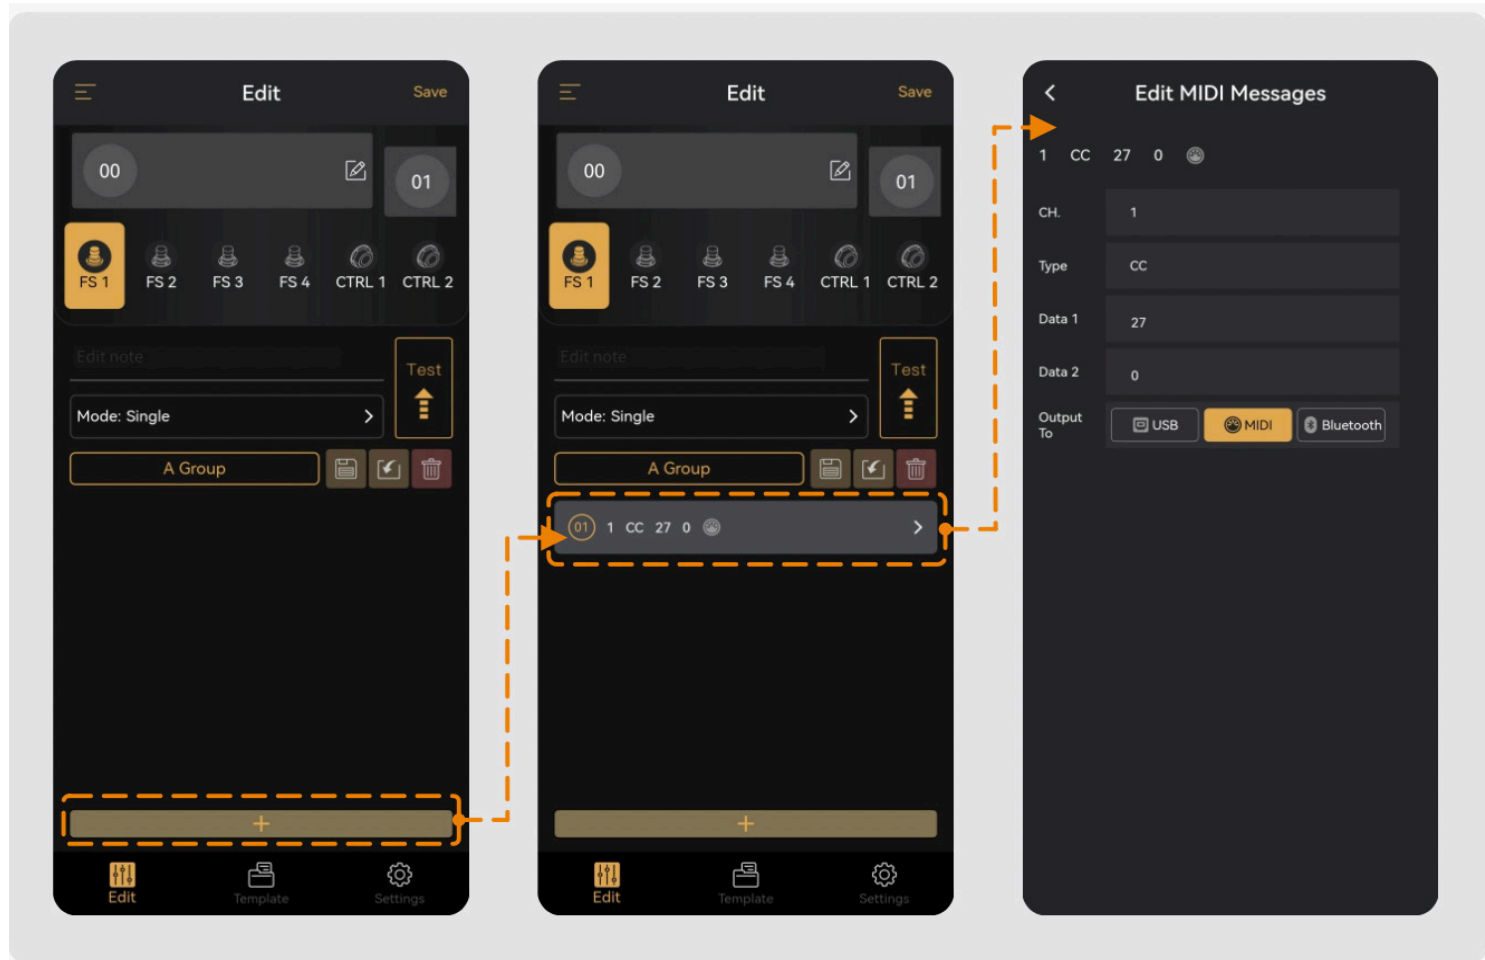 Edit
Save
00
01
FS 1
FS 2
FS 3
FS 4
CTRL 1
CTRL 2
Edit note
Test
Mode: Single
A Group
+
Edit
Template
Settings
Edit
Save
00
01
FS 1
FS 2
FS 3
FS 4
CTRL 1
CTRL 2
Edit note
Test
Mode: Single
A Group
01 1 CC 27 0
+
Edit
Template
Settings
Edit MIDI Messages
1 CC 27 0
CH. 1
Type CC
Data 1 27
Data 2 0
Output
To
USB
MIDI
Bluetooth